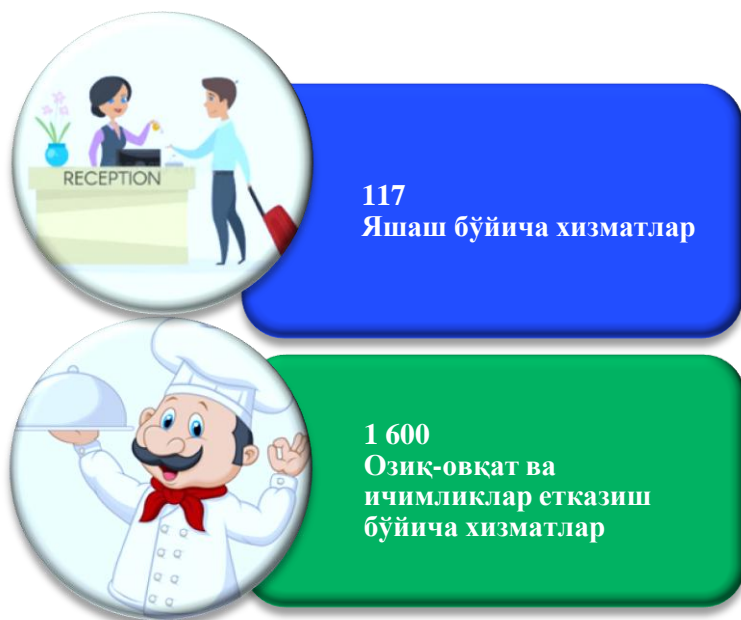 RECEPTION
117
Яшаш бўйича хизматлар
1 600
Озиқ-овқат ва
ичимликлар етказиш
бўйича хизматлар